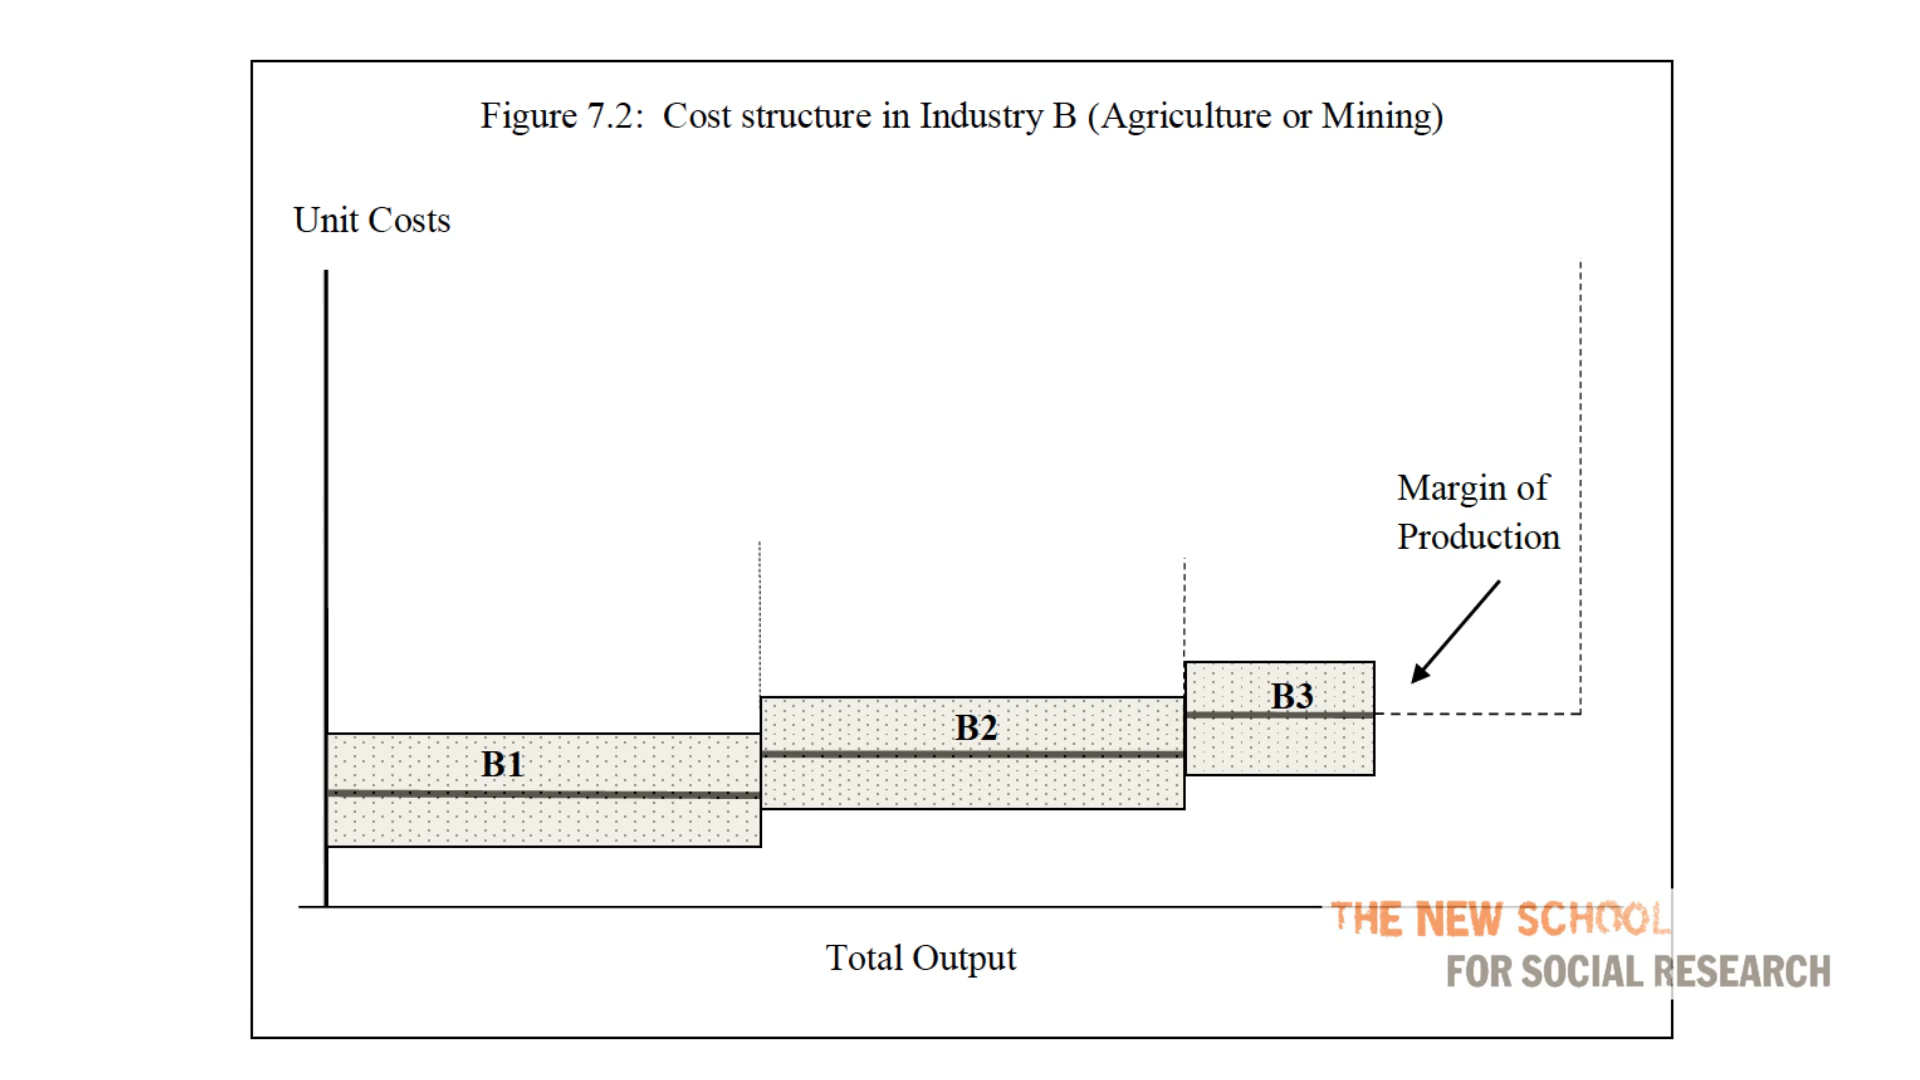 Figure 7.2:  Cost structure in Industry B (Agriculture or Mining)
Unit Costs
Margin of
Production
B3
B2
B1
THE NEW SCHOOL
Total Output
FOR SOCIAL RESEARCH